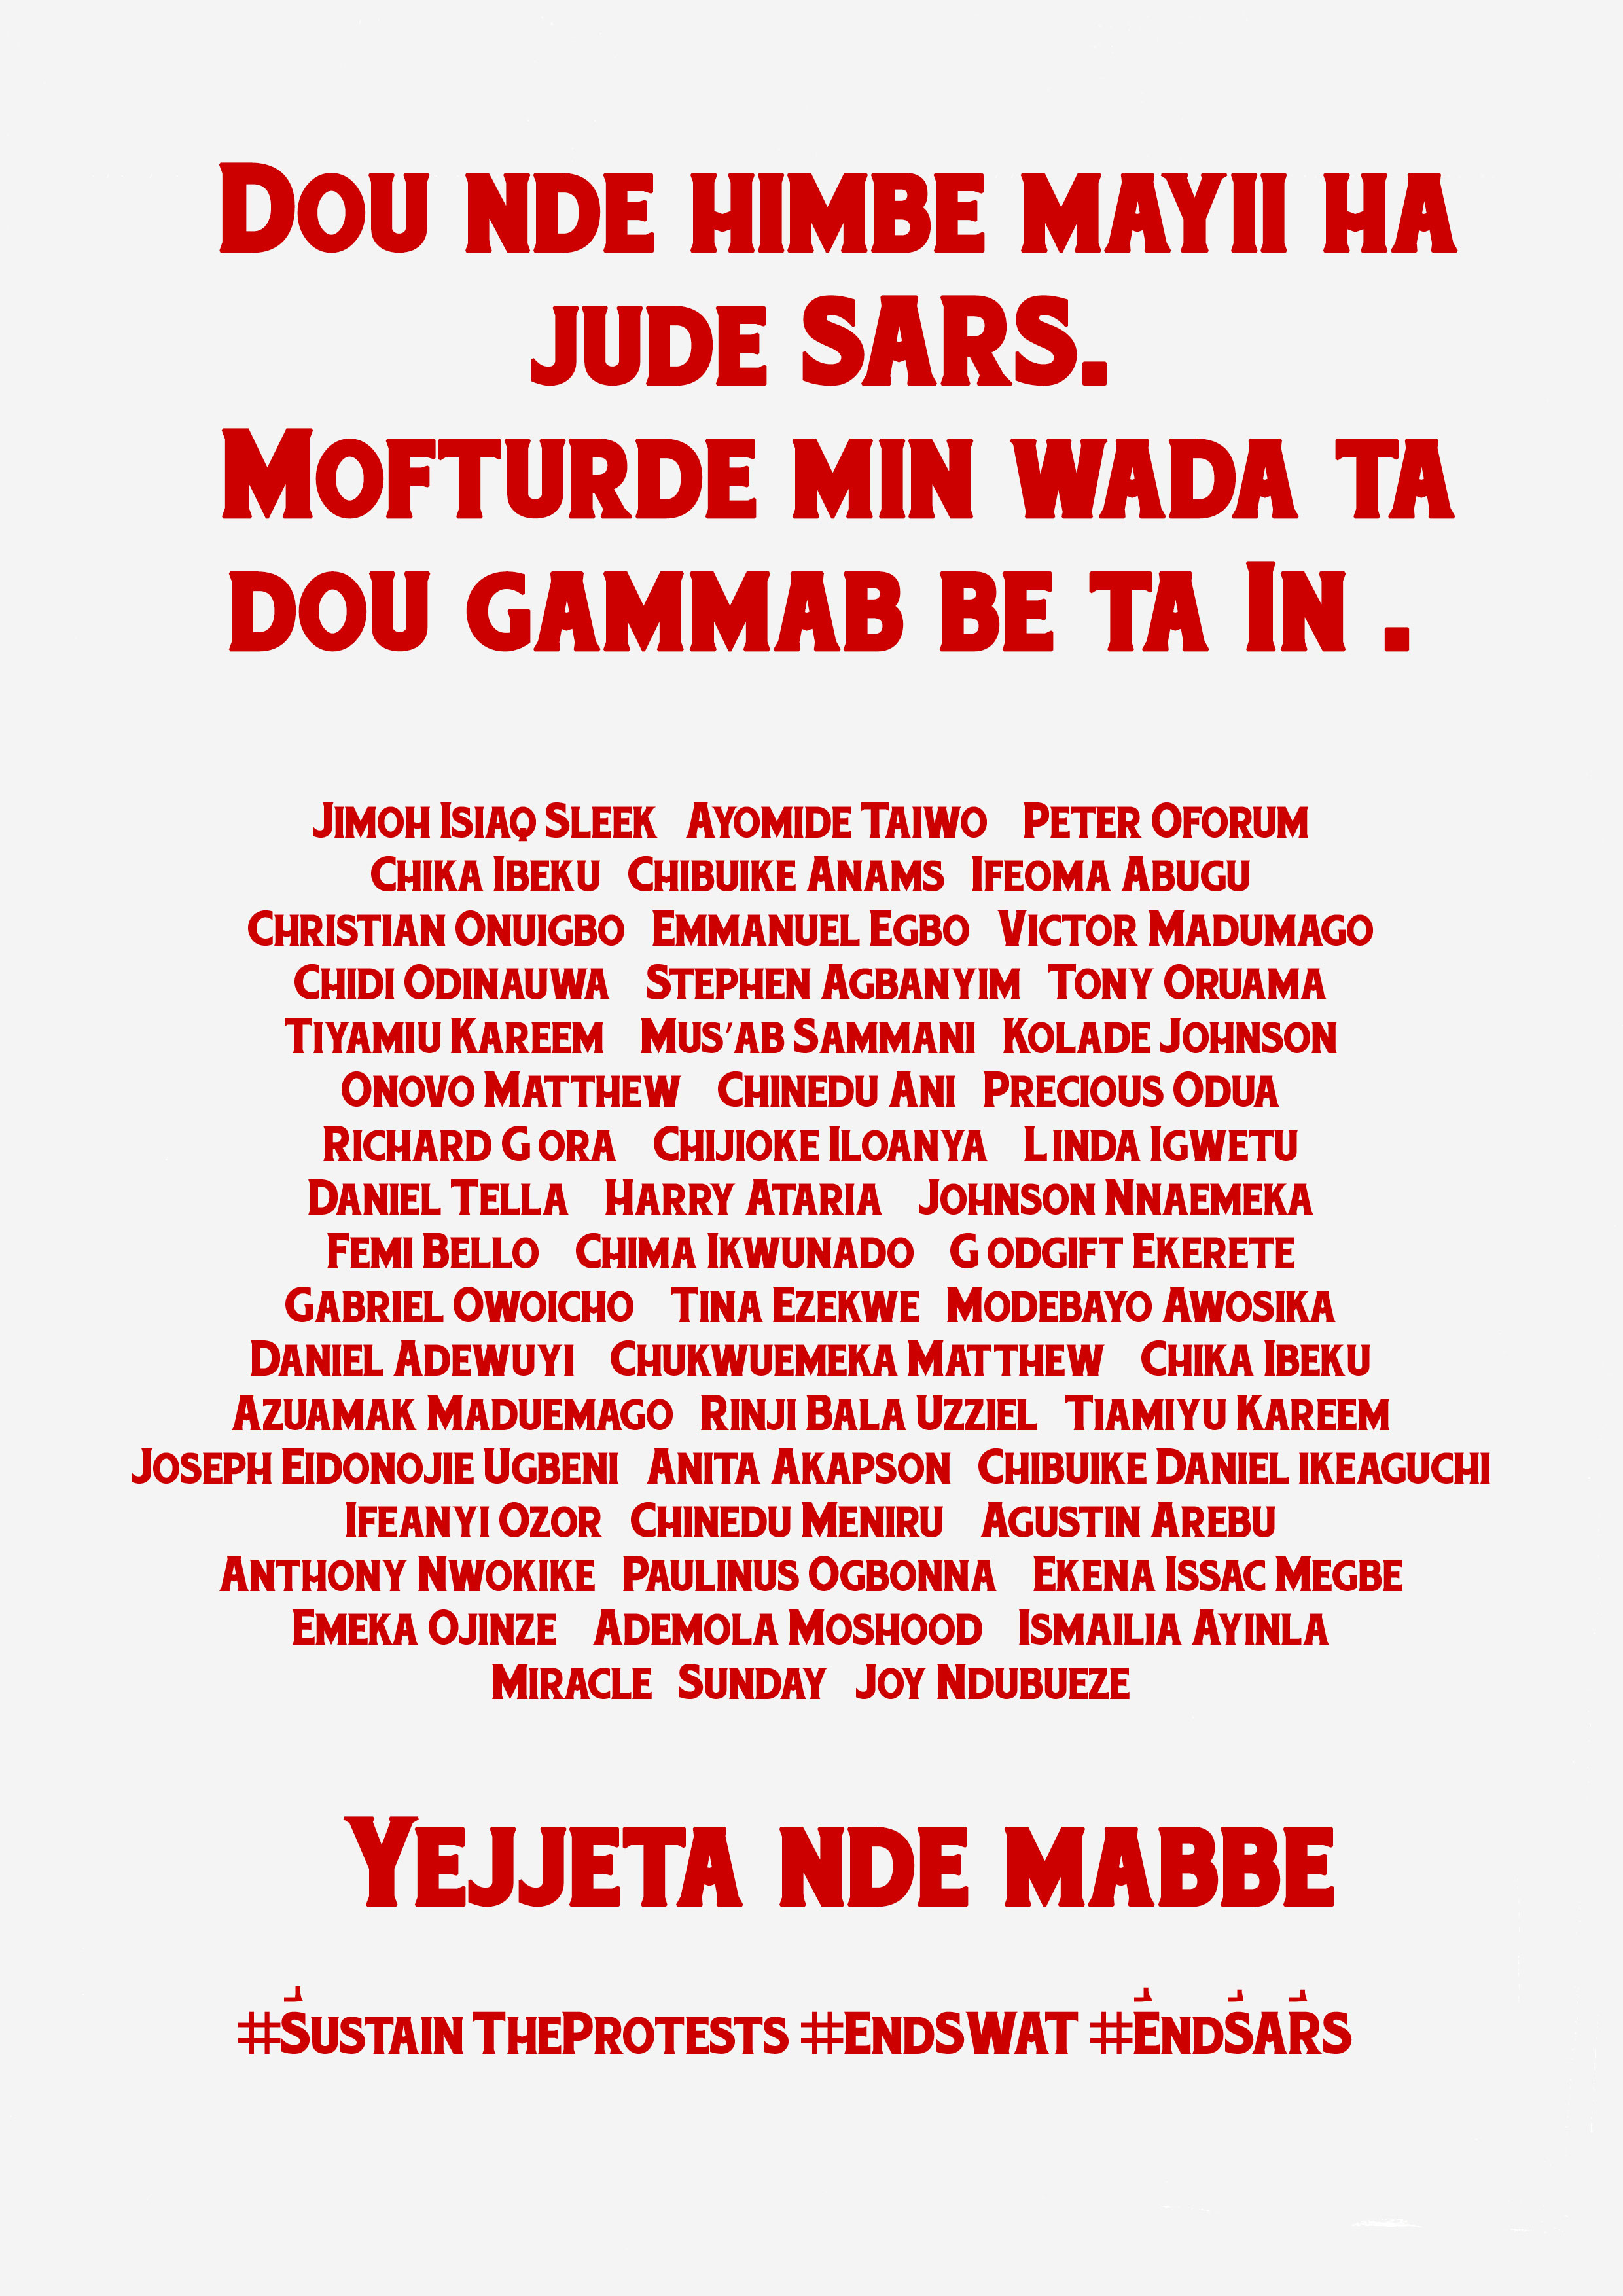 Dou nde himbe mayii ha
jude SARS.
Mofturde min wada ta
dou gammab be ta In .
Jimoh Isiaq Sleek Ayomide Taiwo Peter Oforum
Chika Ibeku Chibuike Anams Ifeoma Abugu
Christian Onuigbo Emmanuel Egbo Victor Madumago
Chidi Odinauwa Stephen Agbanyim Tony Oruama
Tiyamiu Kareem Mus'ab Sammani Kolade Johnson
Onovo Matthew Chinedu Ani Precious Odua
Richard Gora Chijioke Iloanya Linda Igwetu
Daniel Tella Harry Ataria Johnson Nnaemeka
Femi Bello Chima Ikwunado Godgift Ekerete
Gabriel Owoicho Tina Ezekwe Modebayo Awosika
Daniel Adewuyi Chukwuemeka Matthew Chika Ibeku
Azuamak Maduemago Rinji Bala Uzziel Tiamiyu Kareem
Joseph Eidonojie Ugbeni Anita Akapson Chibuike Daniel ikeaguchi
Ifeanyi Ozor Chinedu Meniru Agustin Arebu
Anthony Nwokike Paulinus Ogbonna Ekena Issac Megbe
Emeka Ojinze Ademola Moshood Ismailia Ayinla
Miracle Sunday Joy Ndubueze
Yejjeta nde mabbe
#SustainTheProtests #EndSWAT #EndSARS